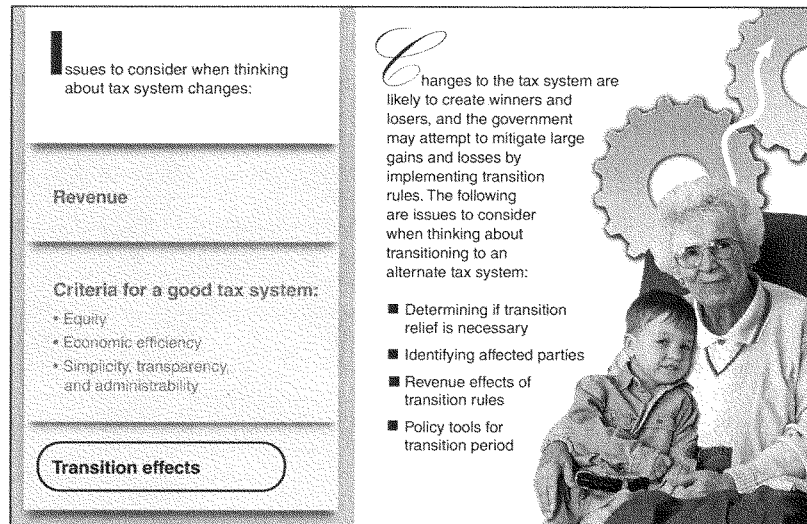 Issues to consider when thinking
about tax system changes:
Revenue
Criteria for a good tax system:
• Equity
• Economic efficiency
• Simplicity, transparency,
and administrability
Transition effects
Changes to the tax system are
likely to create winners and
losers, and the government
may attempt to mitigate large
gains and losses by
implementing transition
rules. The following
are issues to consider
when thinking about
transitioning to an
alternate tax system:
■ Determining if transition
relief is necessary
■ Identifying affected parties
■ Revenue effects of
transition rules
■ Policy tools for
transition period